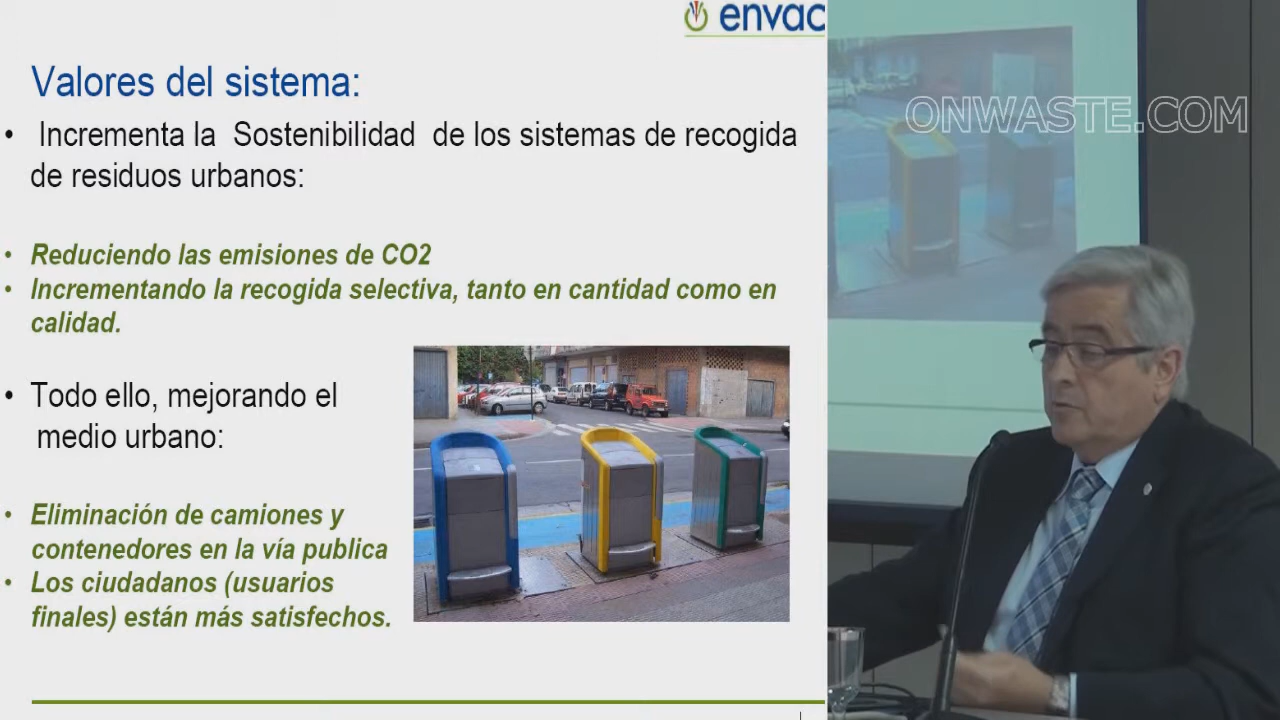 envac
ONWASTE.COM
Valores del sistema:
• Incrementa la Sostenibilidad de los sistemas de recogida
de residuos urbanos:
• Reduciendo las emisiones de CO2
• Incrementando la recogida selectiva, tanto en cantidad como en
calidad.
• Todo ello, mejorando el
medio urbano:
• Eliminación de camiones y
contenedores en la vía publica
• Los ciudadanos (usuarios
finales) están más satisfechos.